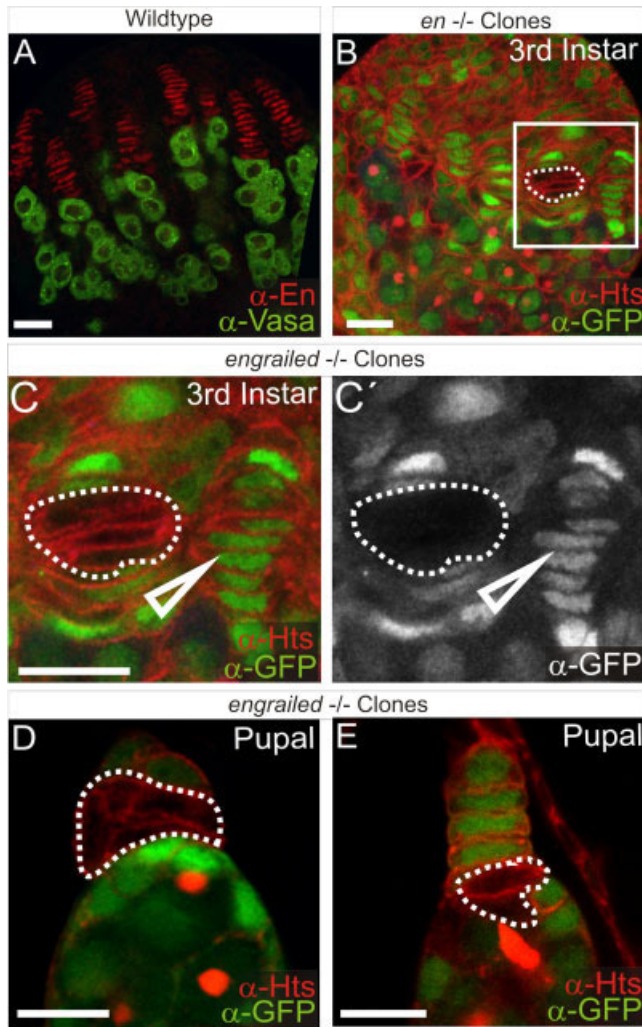 Wildtype
en -/- Clones
A
α-En
α-Vasa
B
3rd Instar
α-Hts
α-GFP
engrailed -/- Clones
C
3rd Instar
α-Hts
α-GFP
C´
α-GFP
engrailed -/- Clones
D
Pupal
α-Hts
α-GFP
E
Pupal
α-Hts
α-GFP